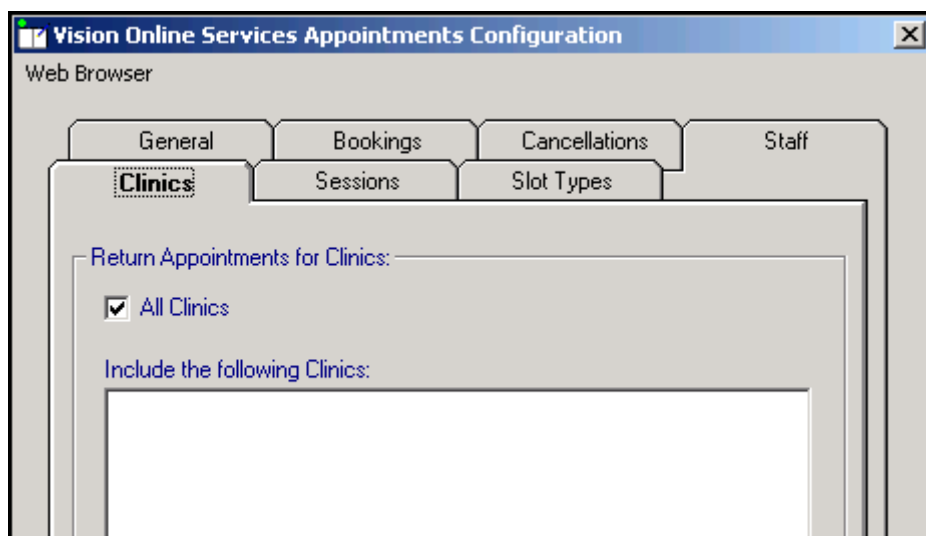 Vision Online Services Appointments Configuration
Web Browser
General Bookings Cancellations Staff
Clinics Sessions Slot Types
Return Appointments for Clinics:
All Clinics
Include the following Clinics: